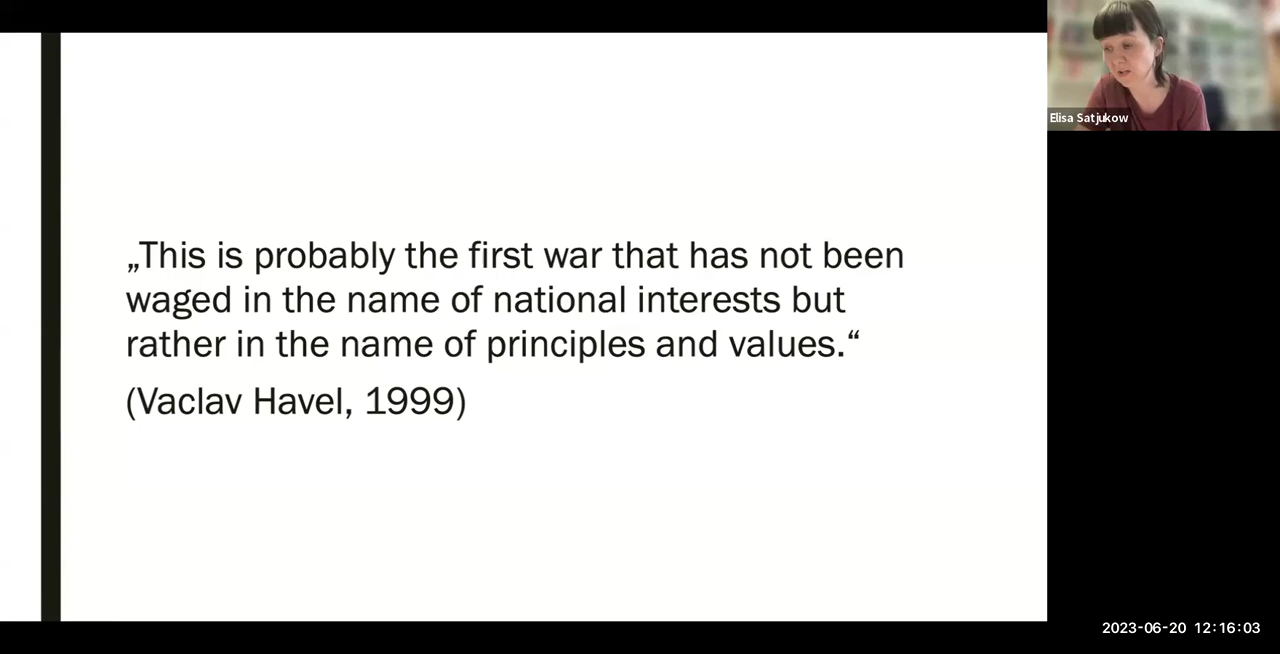 „This is probably the first war that has not been
waged in the name of national interests but
rather in the name of principles and values.“
(Vaclav Havel, 1999)
Elisa Satjukow
2023-06-20 12:16:03